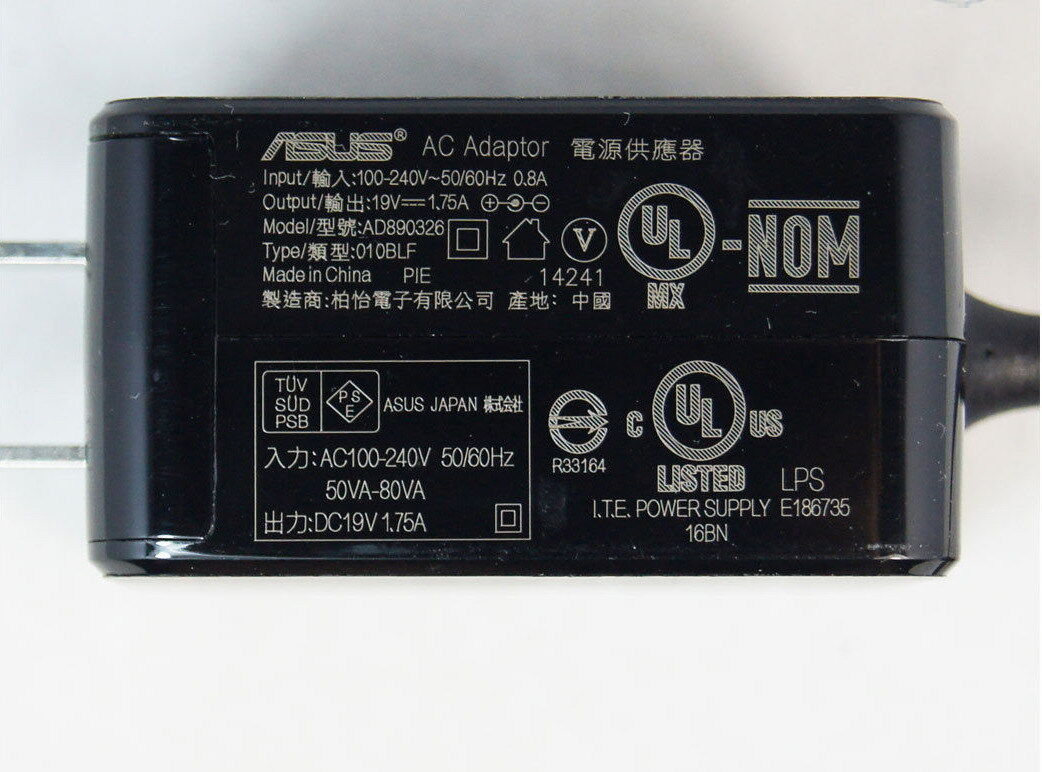 ASUS® AC Adaptor 電源供應器
Input/輸入:100-240V~50/60Hz 0.8A
Output/輸出:19V⎓1.75A
Model/型號:AD890326
Type/類型:010BLF
Made in China PIE 14241
製造商:柏怡電子有限公司 產地: 中國
V
UL
MX
-NOM
TÜV
SÜD
PSB
PS
E
ASUS JAPAN 株式会社
入力:AC100-240V 50/60Hz
50VA-80VA
出力:DC19V 1.75A
R33164
C UL US
LISTED LPS
I.T.E. POWER SUPPLY E186735
16BN